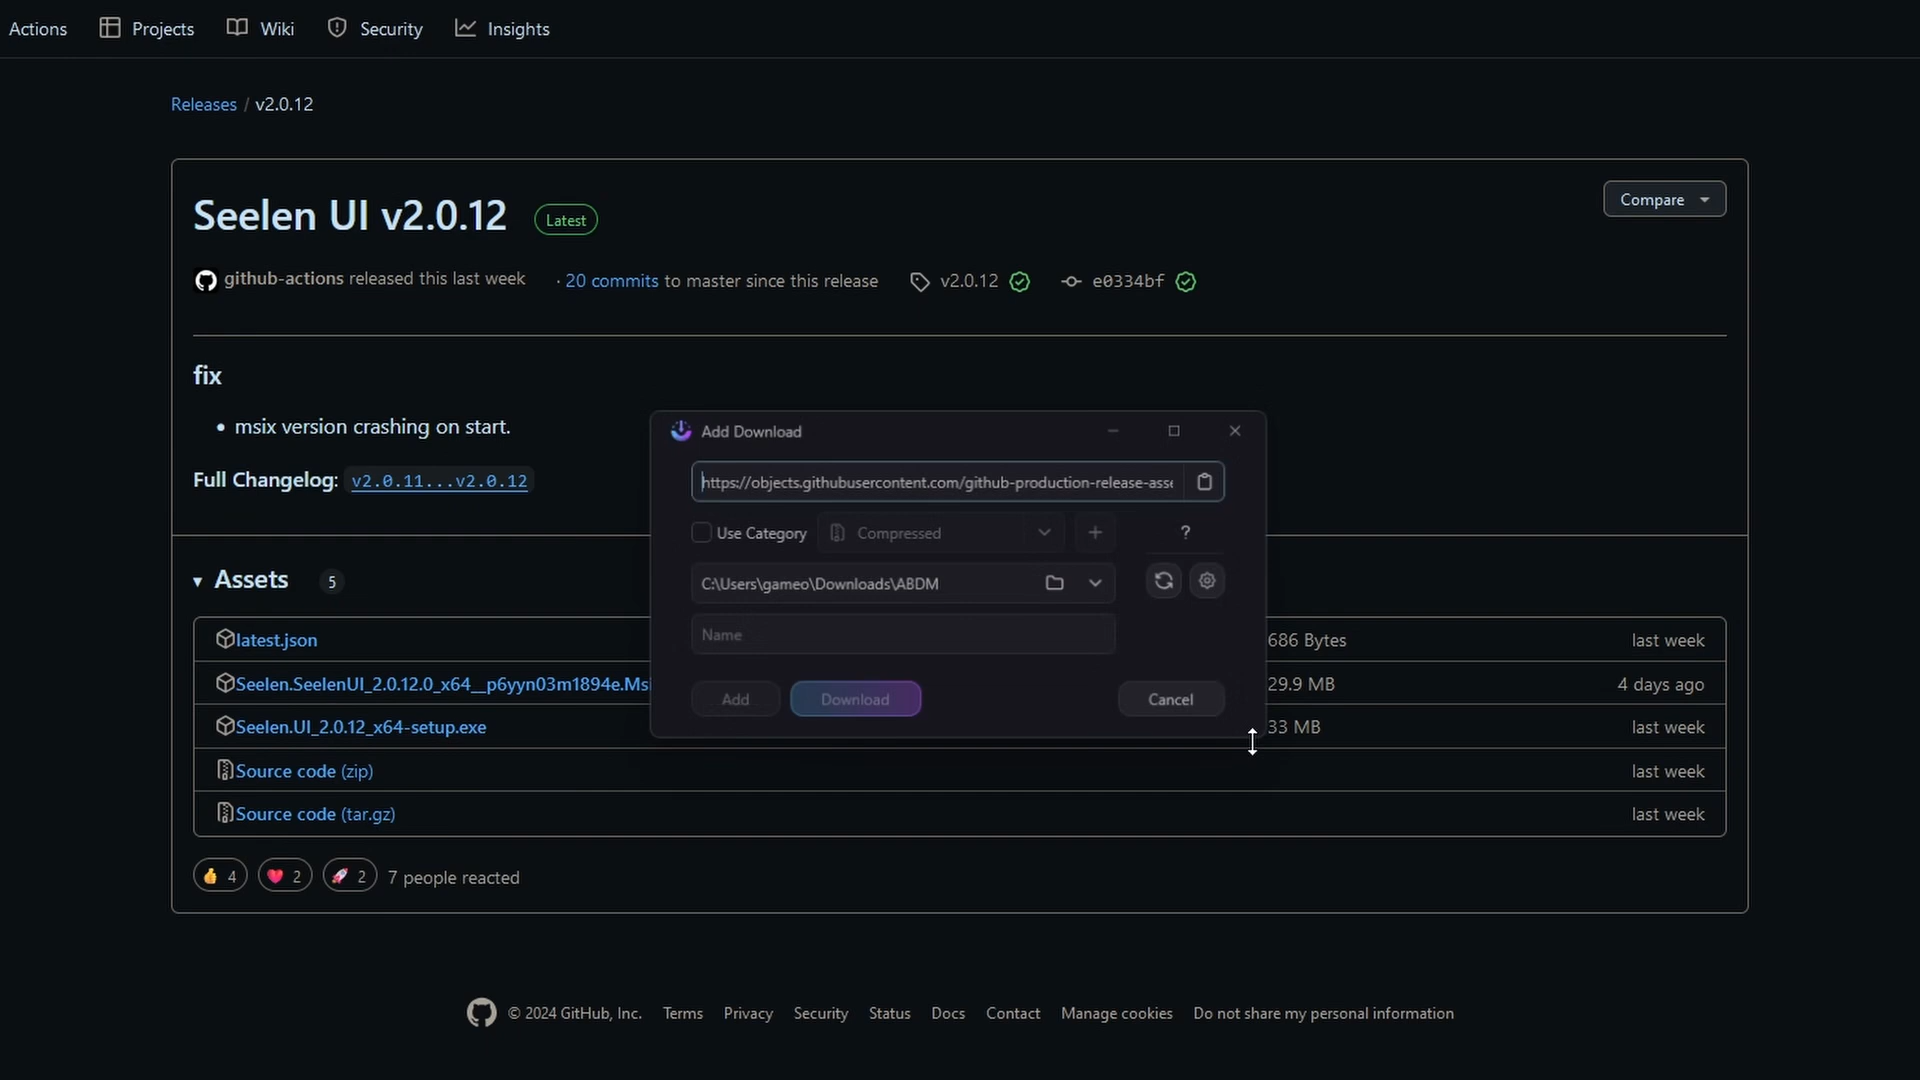 Actions Projects Wiki Security Insights
Releases / v2.0.12
Seelen UI v2.0.12 Latest
Compare
github-actions released this last week · 20 commits to master since this release v2.0.12 e0334bf
fix
• msix version crashing on start.
Full Changelog: v2.0.11...v2.0.12
Add Download
https://objects.githubusercontent.com/github-production-release-asse
Use Category Compressed + ?
C:\Users\gameo\Downloads\ABDM
Name
Add Download Cancel
Assets 5
latest.json 686 Bytes last week
Seelen.SeelenUI_2.0.12.0_x64__p6yyn03m1894e.Msi 29.9 MB 4 days ago
Seelen.UI_2.0.12_x64-setup.exe 33 MB last week
Source code (zip) last week
Source code (tar.gz) last week
👍 4 ❤️ 2 🚀 2 7 people reacted
© 2024 GitHub, Inc. Terms Privacy Security Status Docs Contact Manage cookies Do not share my personal information